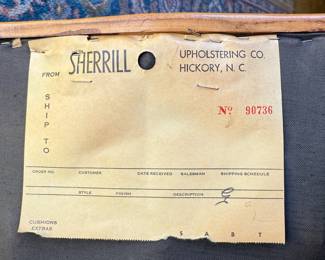 FROM SHERRILL UPHOLSTERING CO.
HICKORY, N. C.
SHIP TO
Nº 90736
ORDER NO. CUSTOMER DATE RECEIVED SALESMAN SHIPPING SCHEDULE
STYLE FINISH DESCRIPTION
CUSHIONS
EXTRAS
S A B T